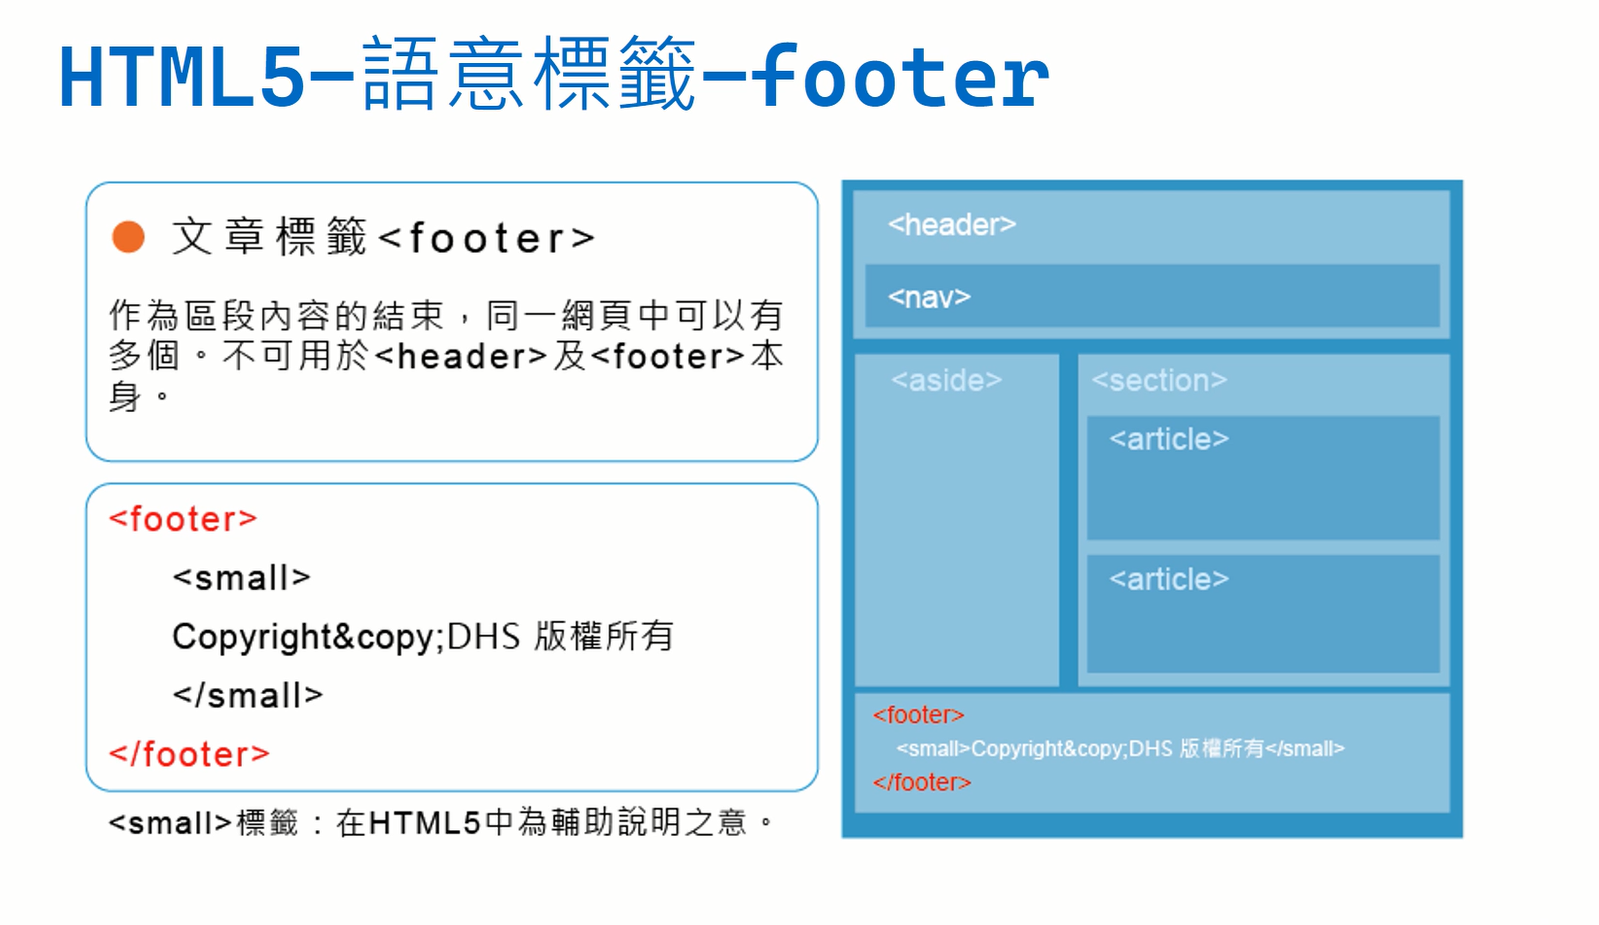 HTML5-語意標籤-footer
文章標籤<footer>
作為區段內容的結束，同一網頁中可以有
多個。不可用於<header>及<footer>本
身。
<footer>
<small>
Copyright&copy;DHS 版權所有
</small>
</footer>
<small>標籤：在HTML5中為輔助說明之意。
<header>
<nav>
<aside>
<section>
<article>
<article>
<footer>
<small>Copyright&copy;DHS 版權所有</small>
</footer>